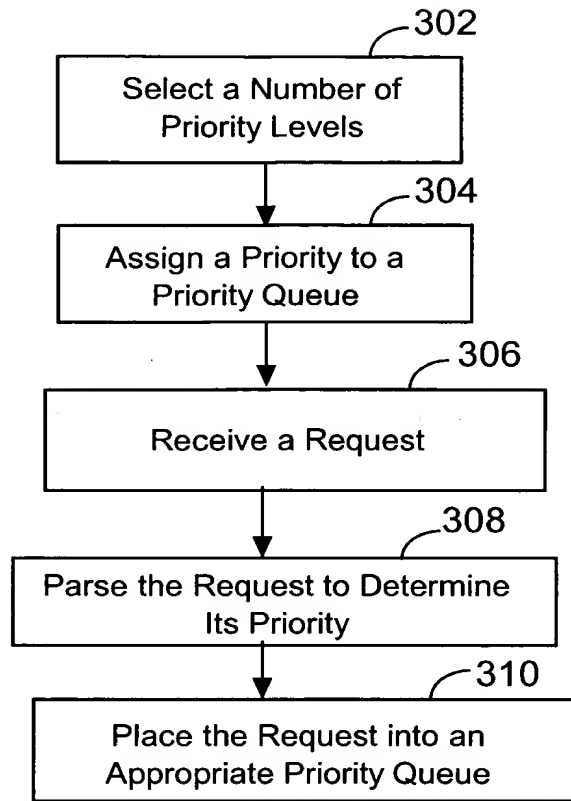 302
Select a Number of
Priority Levels
304
Assign a Priority to a
Priority Queue
306
Receive a Request
308
Parse the Request to Determine
Its Priority
310
Place the Request into an
Appropriate Priority Queue